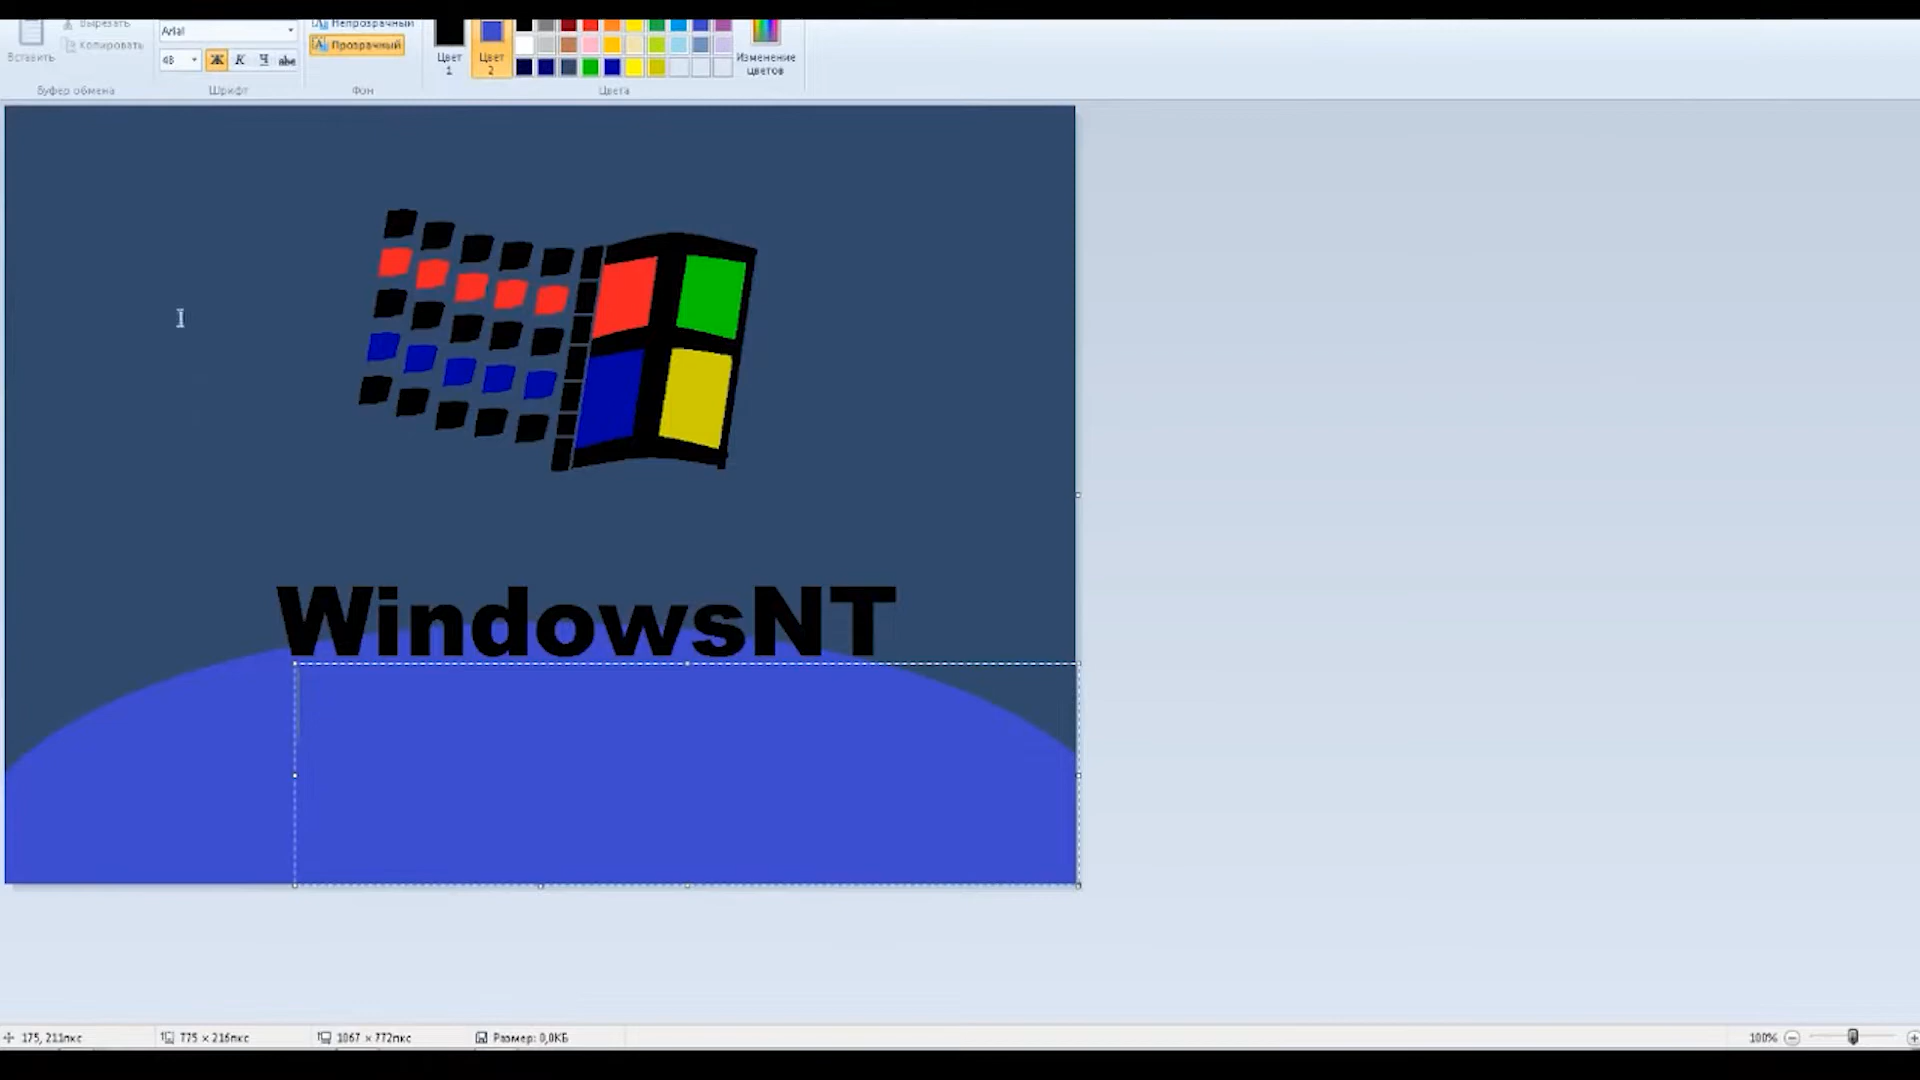 Вырезать
Копировать
Вставить
Буфер обмена
Arial
48
Ж К Ч abc
Шрифт
Непрозрачный
Прозрачный
Фон
Цвет 1
Цвет 2
Изменение цветов
Цвета
WindowsNT
175, 211пкс
775 × 216пкс
1067 × 772пкс
Размер: 0,0КБ
100%